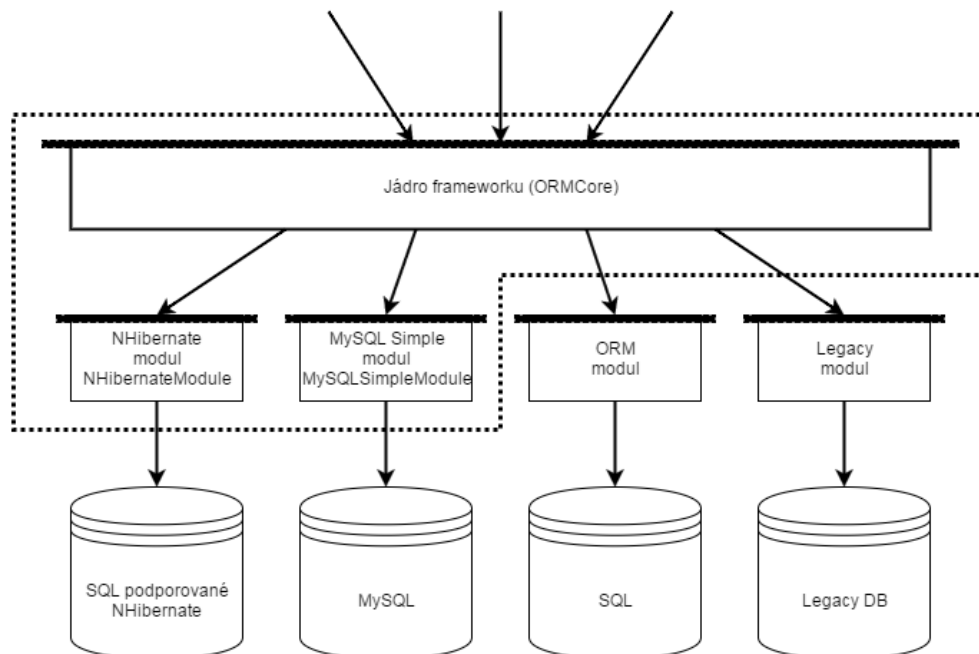 Jádro frameworku (ORMCore)
NHibernate
modul
NHibernateModule
MySQL Simple
modul
MySQLSimpleModule
ORM
modul
Legacy
modul
SQL podporované
NHibernate
MySQL
SQL
Legacy DB